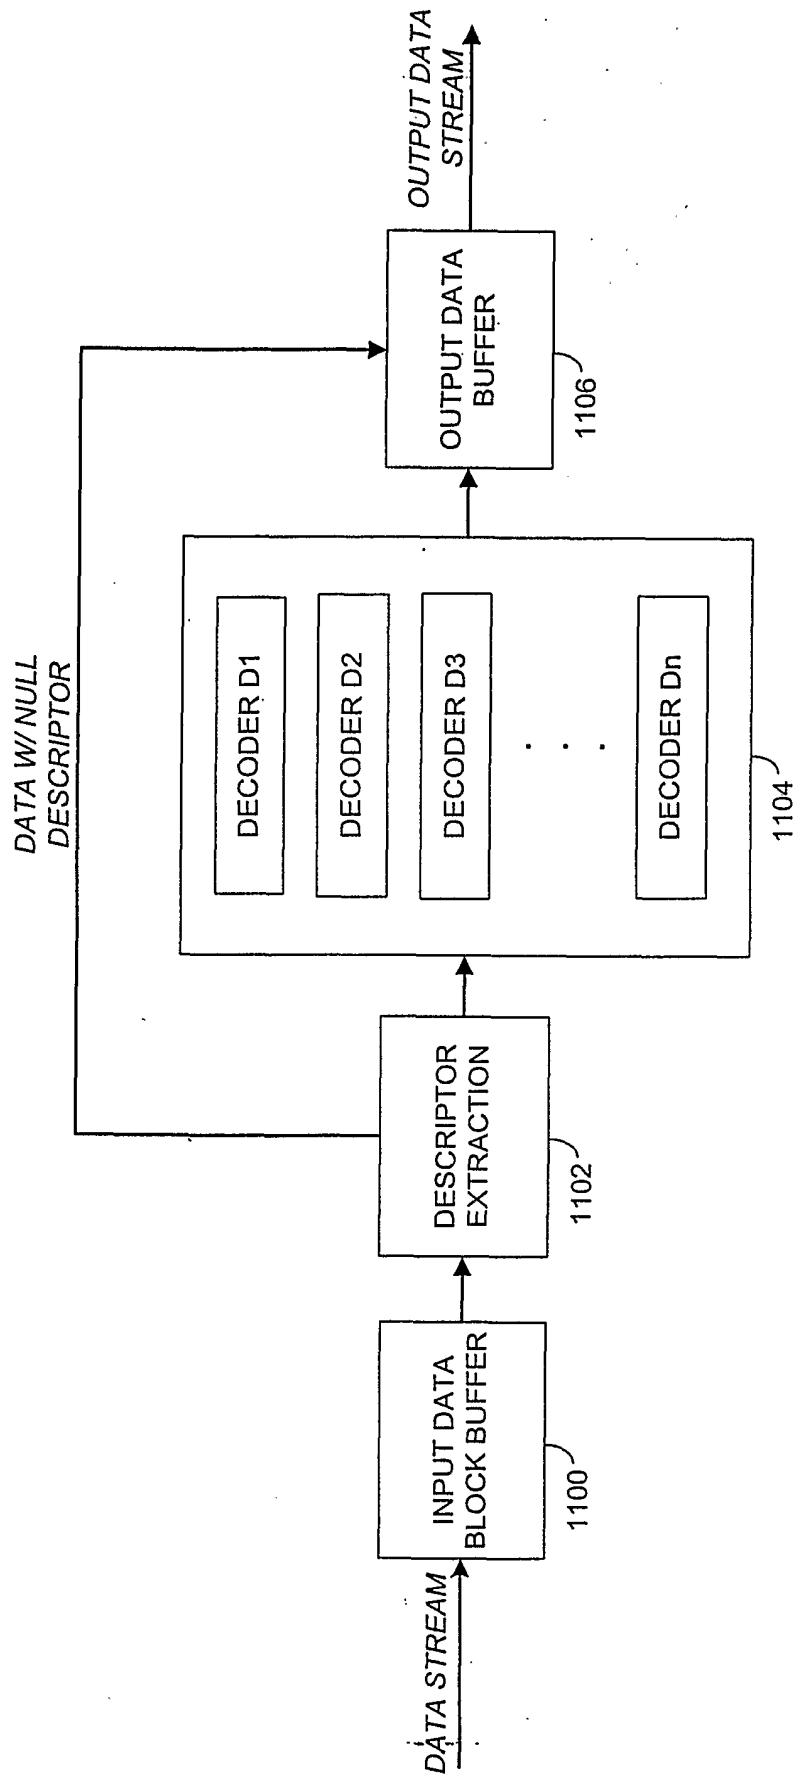 DATA STREAM
INPUT DATA
BLOCK BUFFER
1100
DESCRIPTOR
EXTRACTION
1102
DATA W/ NULL
DESCRIPTOR
DECODER D1
DECODER D2
DECODER D3
. . .
DECODER Dn
1104
OUTPUT DATA
BUFFER
1106
OUTPUT DATA
STREAM